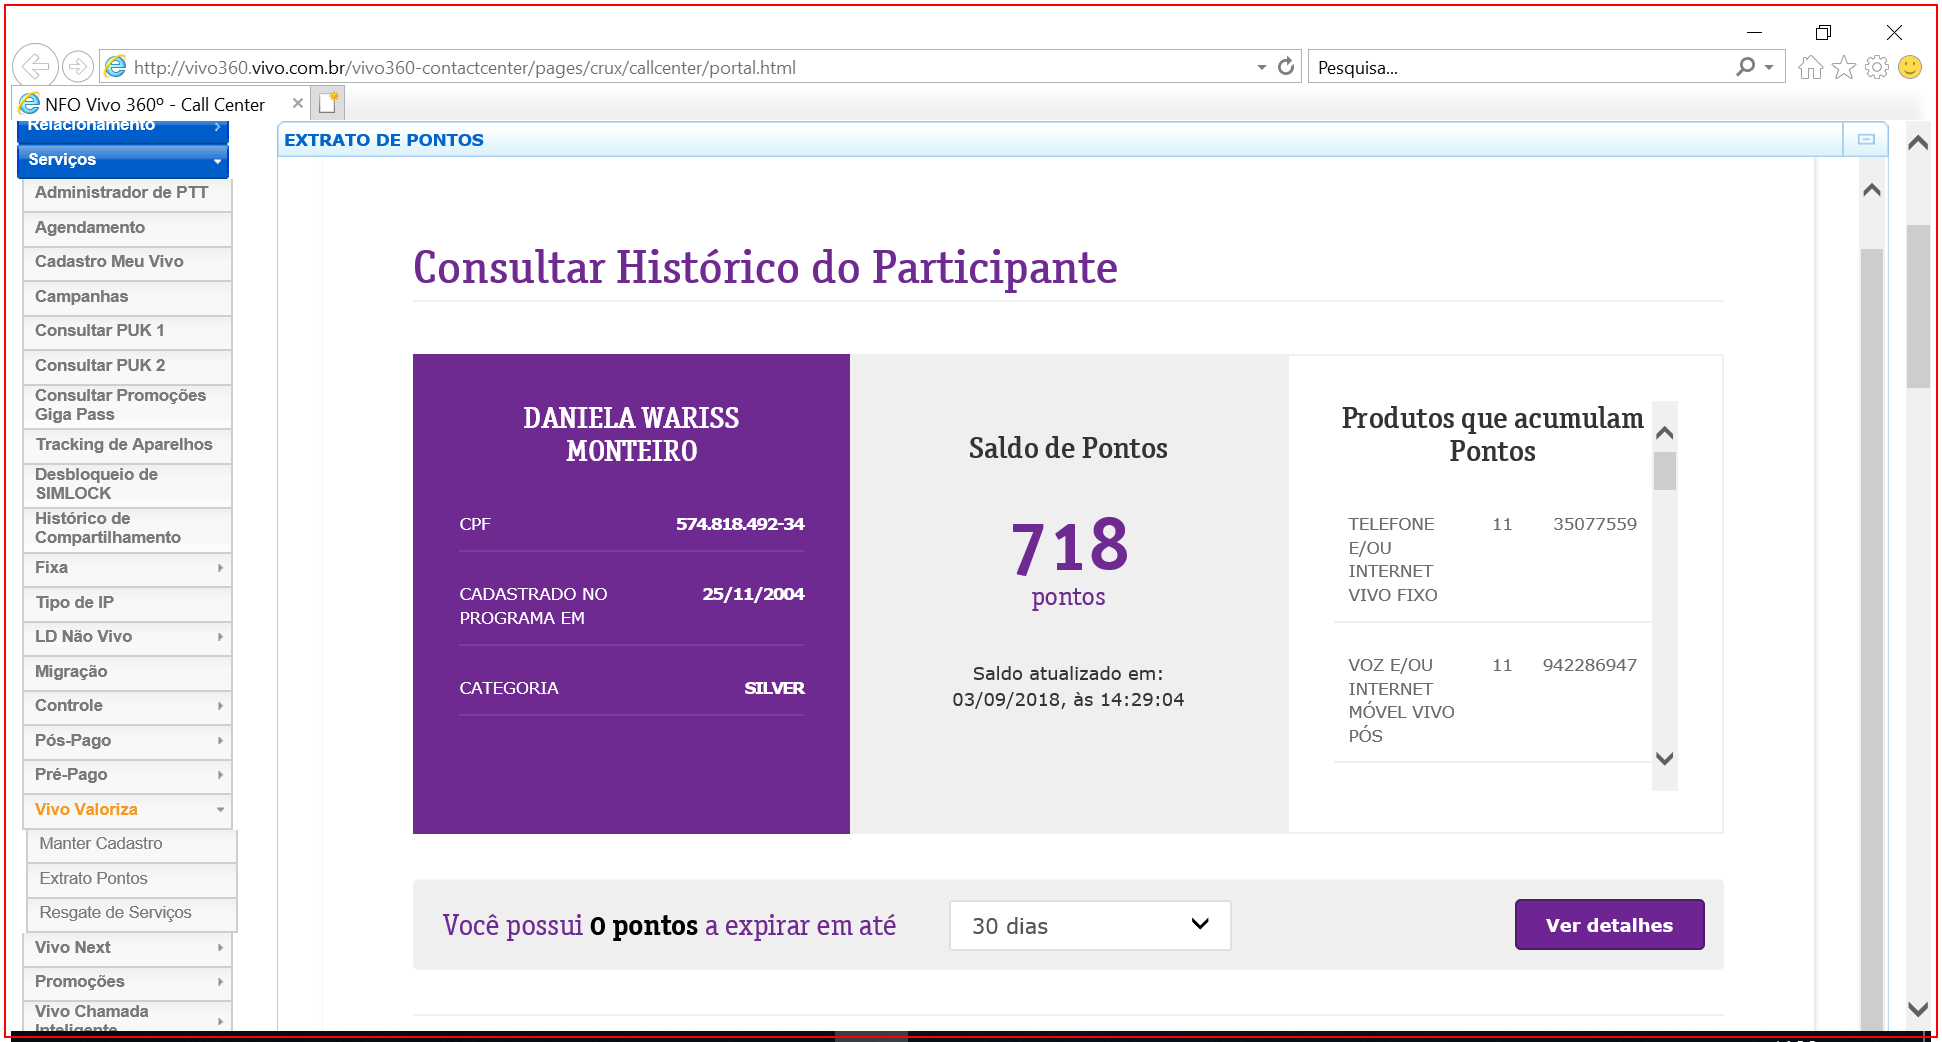 http://vivo360.vivo.com.br/vivo360-contactcenter/pages/crux/callcenter/portal.html
Pesquisa...
NFO Vivo 360º - Call Center
Relacionamento
Serviços
Administrador de PTT
Agendamento
Cadastro Meu Vivo
Campanhas
Consultar PUK 1
Consultar PUK 2
Consultar Promoções
Giga Pass
Tracking de Aparelhos
Desbloqueio de
SIMLOCK
Histórico de
Compartilhamento
Fixa
Tipo de IP
LD Não Vivo
Migração
Controle
Pós-Pago
Pré-Pago
Vivo Valoriza
Manter Cadastro
Extrato Pontos
Resgate de Serviços
Vivo Next
Promoções
Vivo Chamada
Inteligente
EXTRATO DE PONTOS
Consultar Histórico do Participante
DANIELA WARISS
MONTEIRO
CPF 574.818.492-34
CADASTRADO NO 25/11/2004
PROGRAMA EM
CATEGORIA SILVER
Saldo de Pontos
718
pontos
Saldo atualizado em:
03/09/2018, às 14:29:04
Produtos que acumulam
Pontos
TELEFONE 11 35077559
E/OU
INTERNET
VIVO FIXO
VOZ E/OU 11 942286947
INTERNET
MÓVEL VIVO
PÓS
Você possui 0 pontos a expirar em até 30 dias Ver detalhes